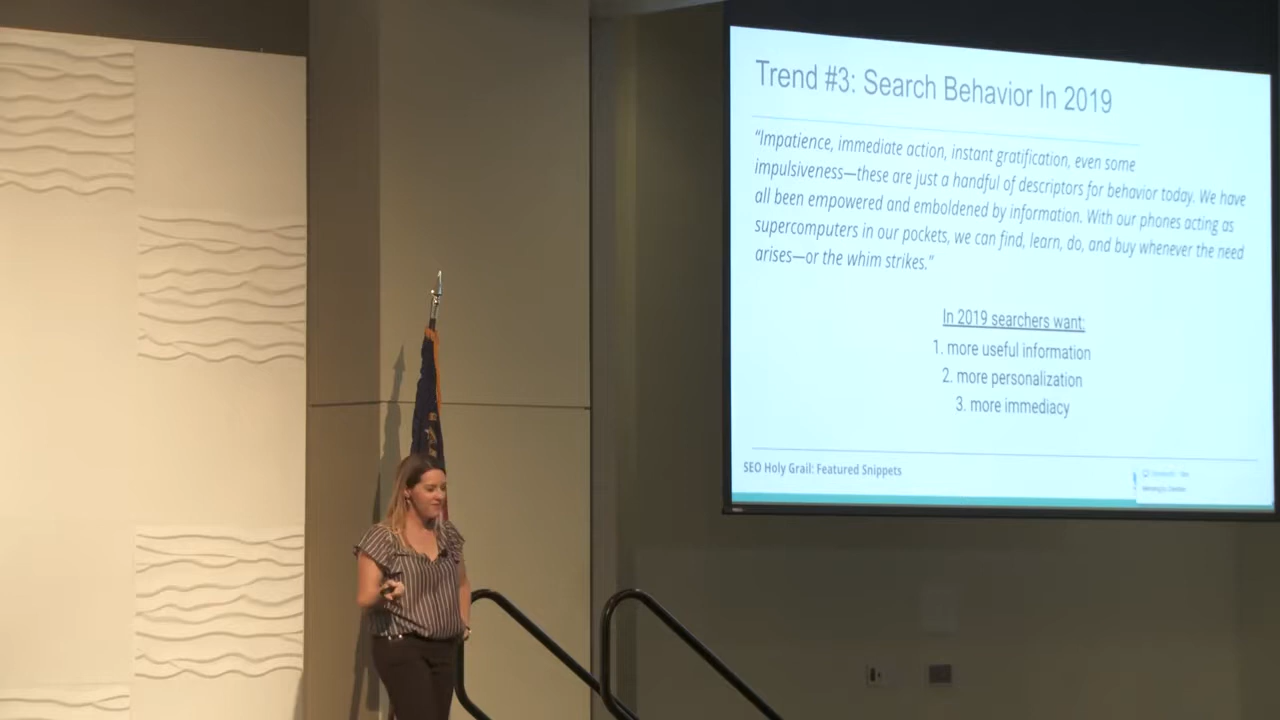 Trend #3: Search Behavior In 2019
“Impatience, immediate action, instant gratification, even some
impulsiveness—these are just a handful of descriptors for behavior today. We have
all been empowered and emboldened by information. With our phones acting as
supercomputers in our pockets, we can find, learn, do, and buy whenever the need
arises—or the whim strikes.”
In 2019 searchers want:
1. more useful information
2. more personalization
3. more immediacy
SEO Holy Grail: Featured Snippets